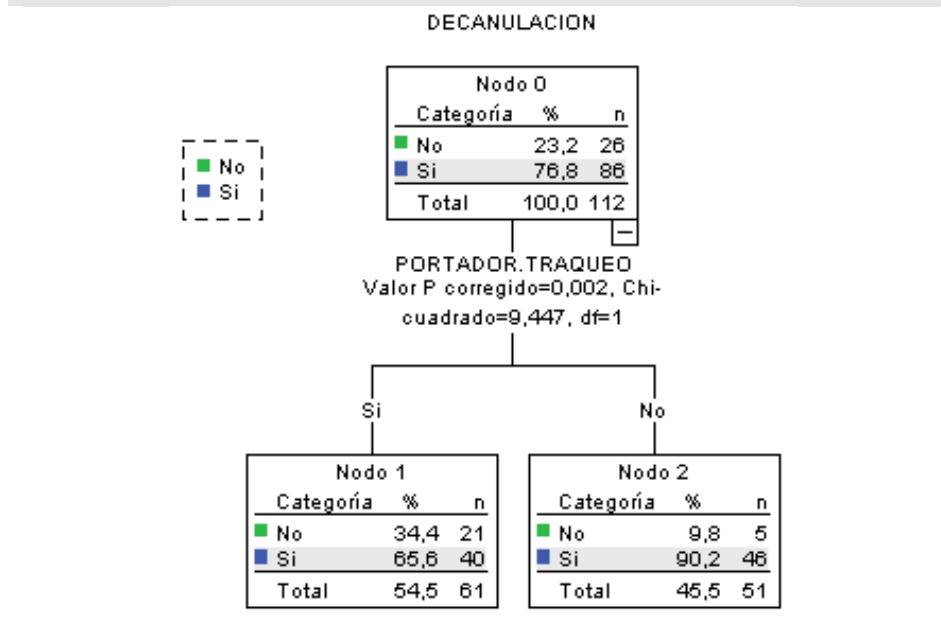 DECANULACION
Nodo 0
Categoría % n
No 23,2 26
Si 76,8 86
Total 100,0 112
No
Si
PORTADOR.TRAQUEO
Valor P corregido=0,002, Chi-
cuadrado=9,447, df=1
Si
No
Nodo 1
Categoría % n
No 34,4 21
Si 65,6 40
Total 54,5 61
Nodo 2
Categoría % n
No 9,8 5
Si 90,2 46
Total 45,5 51